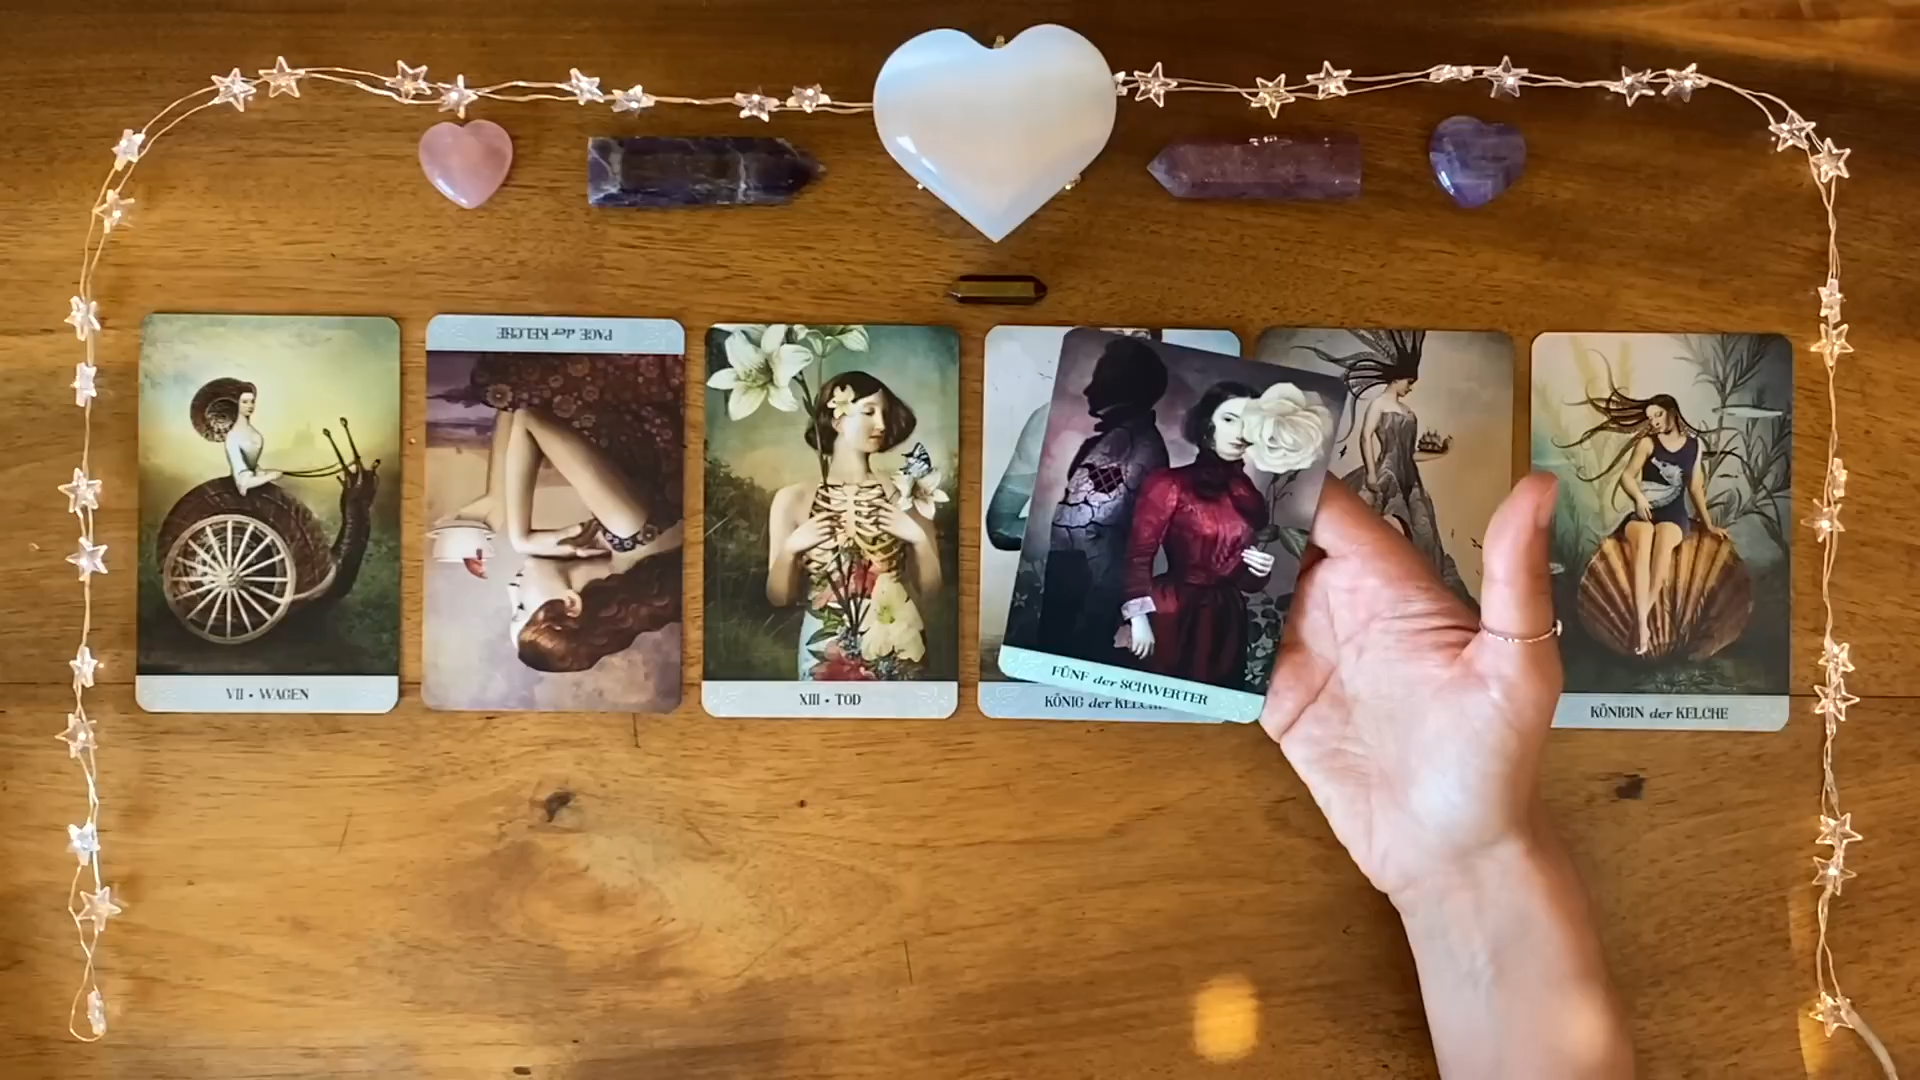 VII • WAGEN
PAGE der KELCHE
XIII • TOD
FÜNF der SCHWERTER
KÖNIG der
KÖNIGIN der KELCHE